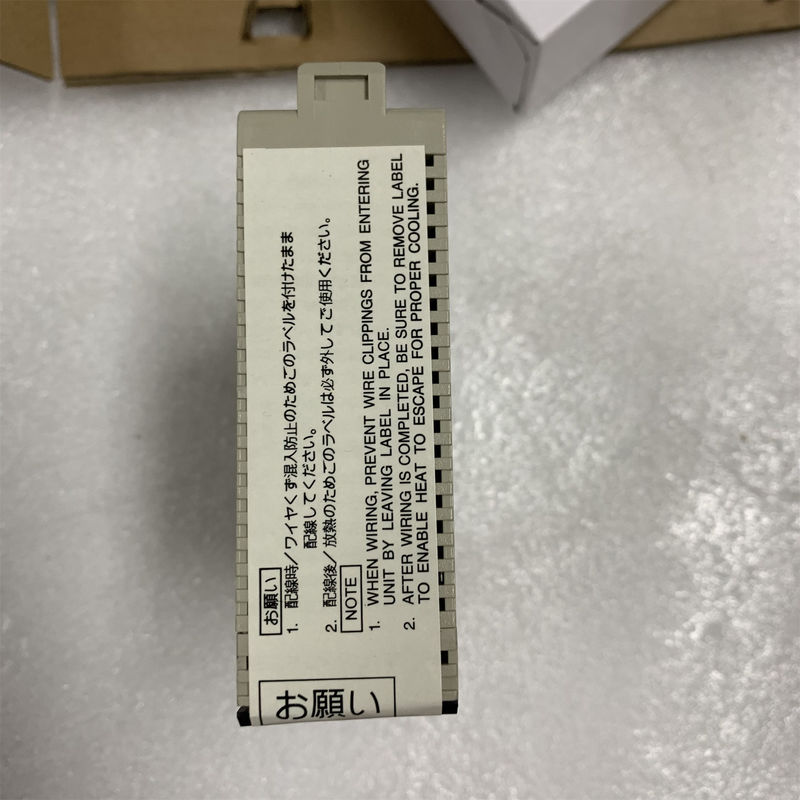 お願い
1. 配線時/ワイヤくず混入防止のためこのラベルを付けたまま
配線してください。
2. 配線後/放熱のためこのラベルは必ず外してご使用ください。
NOTE
1. WHEN WIRING, PREVENT WIRE CLIPPINGS FROM ENTERING
UNIT BY LEAVING LABEL IN PLACE.
2. AFTER WIRING IS COMPLETED, BE SURE TO REMOVE LABEL
TO ENABLE HEAT TO ESCAPE FOR PROPER COOLING.
お願い